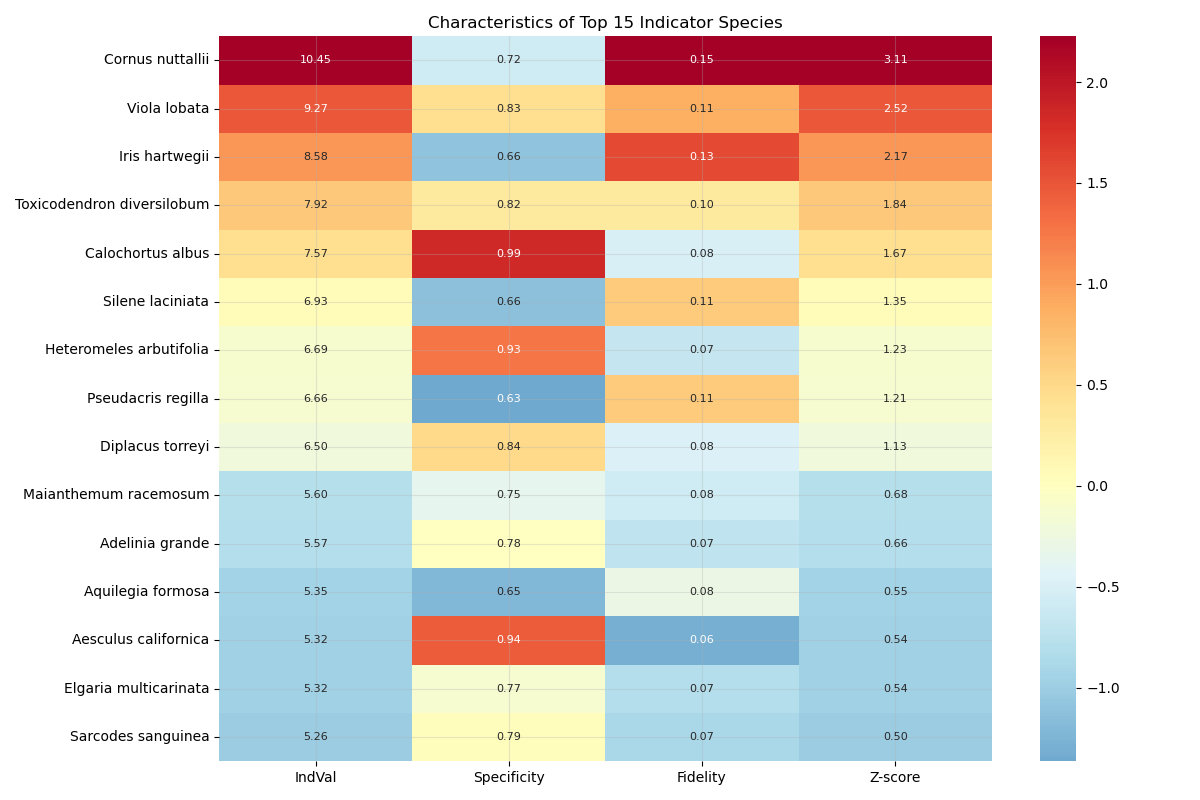 Characteristics of Top 15 Indicator Species
Cornus nuttallii 10.45 0.72 0.15 3.11
Viola lobata 9.27 0.83 0.11 2.52
Iris hartwegii 8.58 0.66 0.13 2.17
Toxicodendron diversilobum 7.92 0.82 0.10 1.84
Calochortus albus 7.57 0.99 0.08 1.67
Silene laciniata 6.93 0.66 0.11 1.35
Heteromeles arbutifolia 6.69 0.93 0.07 1.23
Pseudacris regilla 6.66 0.63 0.11 1.21
Diplacus torreyi 6.50 0.84 0.08 1.13
Maianthemum racemosum 5.60 0.75 0.08 0.68
Adelinia grande 5.57 0.78 0.07 0.66
Aquilegia formosa 5.35 0.65 0.08 0.55
Aesculus californica 5.32 0.94 0.06 0.54
Elgaria multicarinata 5.32 0.77 0.07 0.54
Sarcodes sanguinea 5.26 0.79 0.07 0.50
IndVal Specificity Fidelity Z-score
2.0
1.5
1.0
0.5
0.0
−0.5
−1.0